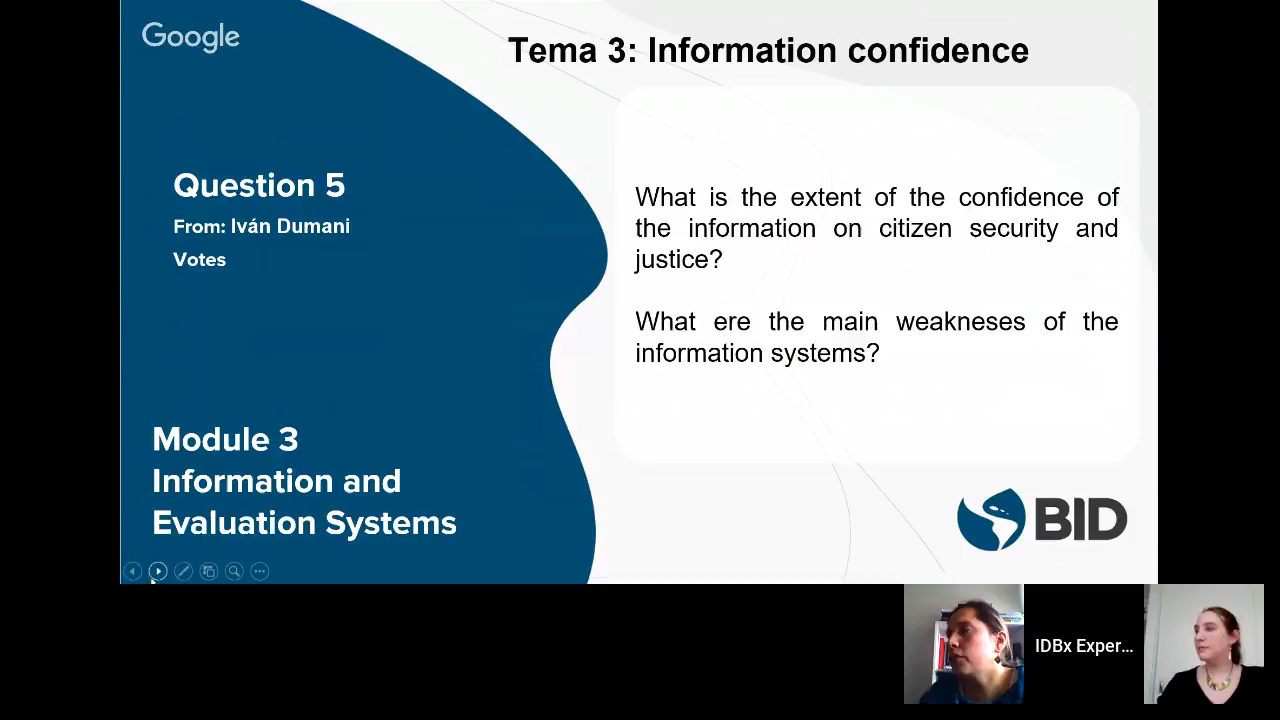 Google
Tema 3: Information confidence
Question 5
From: Iván Dumani
Votes
What is the extent of the confidence of
the information on citizen security and
justice?
What ere the main weakneses of the
information systems?
Module 3
Information and
Evaluation Systems
BID
IDBx Exper...